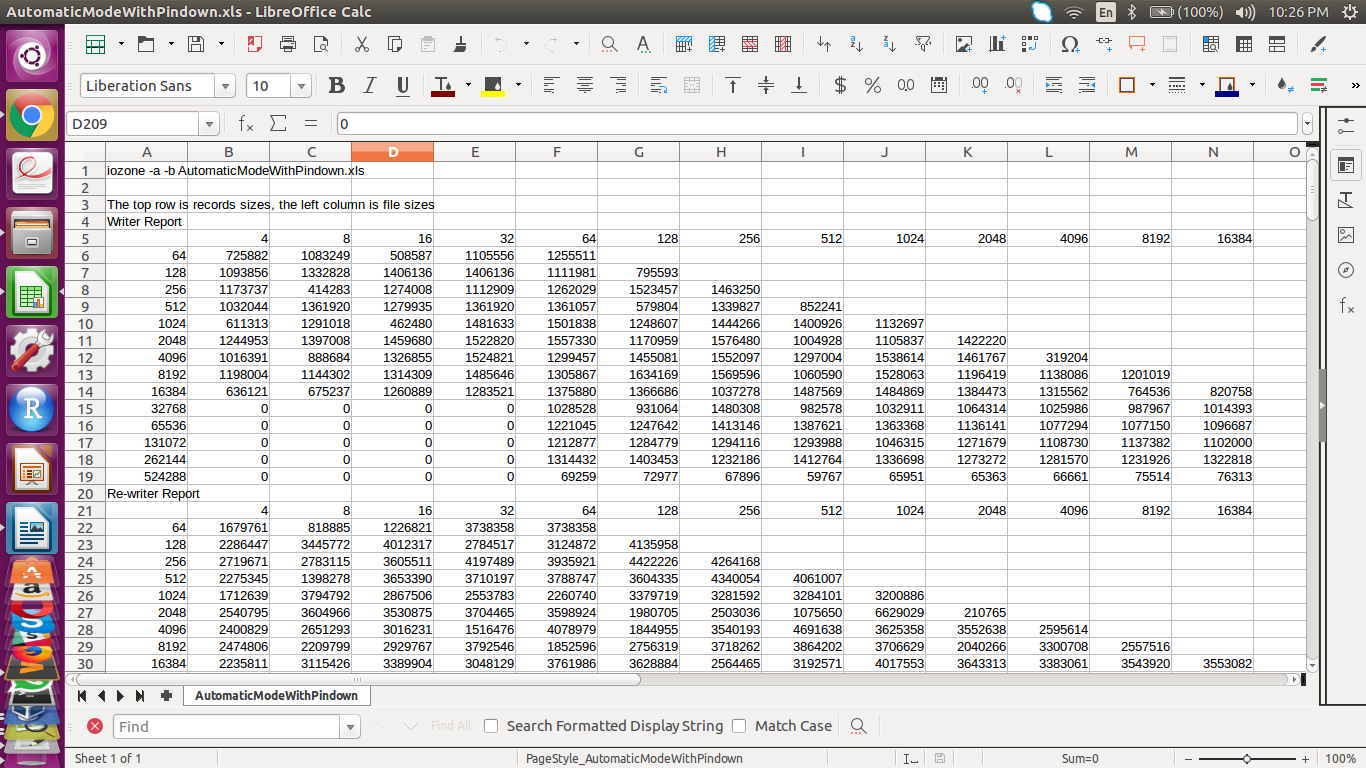 AutomaticModeWithPindown.xls - LibreOffice Calc En (100%) 10:26 PM
Liberation Sans 10
D209 0
A B C D E F G H I J K L M N O
1 iozone -a -b AutomaticModeWithPindown.xls
2
3 The top row is records sizes, the left column is file sizes
4 Writer Report
5 4 8 16 32 64 128 256 512 1024 2048 4096 8192 16384
6 64 725882 1083249 508587 1105556 1255511
7 128 1093856 1332828 1406136 1406136 1111981 795593
8 256 1173737 414283 1274008 1112909 1262029 1523457 1463250
9 512 1032044 1361920 1279935 1361920 1361057 579804 1339827 852241
10 1024 611313 1291018 462480 1481633 1501838 1248607 1444266 1400926 1132697
11 2048 1244953 1397008 1459680 1522820 1557330 1170959 1576480 1004928 1105837 1422220
12 4096 1016391 888684 1326855 1524821 1299457 1455081 1552097 1297004 1538614 1461767 319204
13 8192 1198004 1144302 1314309 1485646 1305867 1634169 1569596 1060590 1528063 1196419 1138086 1201019
14 16384 636121 675237 1260889 1283521 1375880 1366686 1037278 1487569 1484869 1384473 1315562 764536 820758
15 32768 0 0 0 0 1028528 931064 1480308 982578 1032911 1064314 1025986 987967 1014393
16 65536 0 0 0 0 1221045 1247642 1413146 1387621 1363368 1136141 1077294 1077150 1096687
17 131072 0 0 0 0 1212877 1284779 1294116 1293988 1046315 1271679 1108730 1137382 1102000
18 262144 0 0 0 0 1314432 1403453 1232186 1412764 1336698 1273272 1281570 1231926 1322818
19 524288 0 0 0 0 69259 72977 67896 59767 65951 65363 66661 75514 76313
20 Re-writer Report
21 4 8 16 32 64 128 256 512 1024 2048 4096 8192 16384
22 64 1679761 818885 1226821 3738358 3738358
23 128 2286447 3445772 4012317 2784517 3124872 4135958
24 256 2719671 2783115 3605511 4197489 3935921 4422226 4264168
25 512 2275345 1398278 3653390 3710197 3788747 3604335 4340054 4061007
26 1024 1712639 3794792 2867506 2553783 2260740 3379719 3281592 3284101 3200886
27 2048 2540795 3604966 3530875 3704465 3598924 1980705 2503636 1075650 6629029 210765
28 4096 2400829 2651293 3016231 1516476 4078979 1844955 3540193 4691638 3625358 3552638 2595614
29 8192 2474806 2209799 2929767 3792546 1852596 2756319 3718262 3864202 3706629 2040266 3300708 2557516
30 16384 2235811 3115426 3389904 3048129 3761986 3628884 2564465 3192571 4017553 3643313 3383061 3543920 3553082
AutomaticModeWithPindown
Find Find All Search Formatted Display String Match Case
Sheet 1 of 1 PageStyle_AutomaticModeWithPindown Sum=0 100%